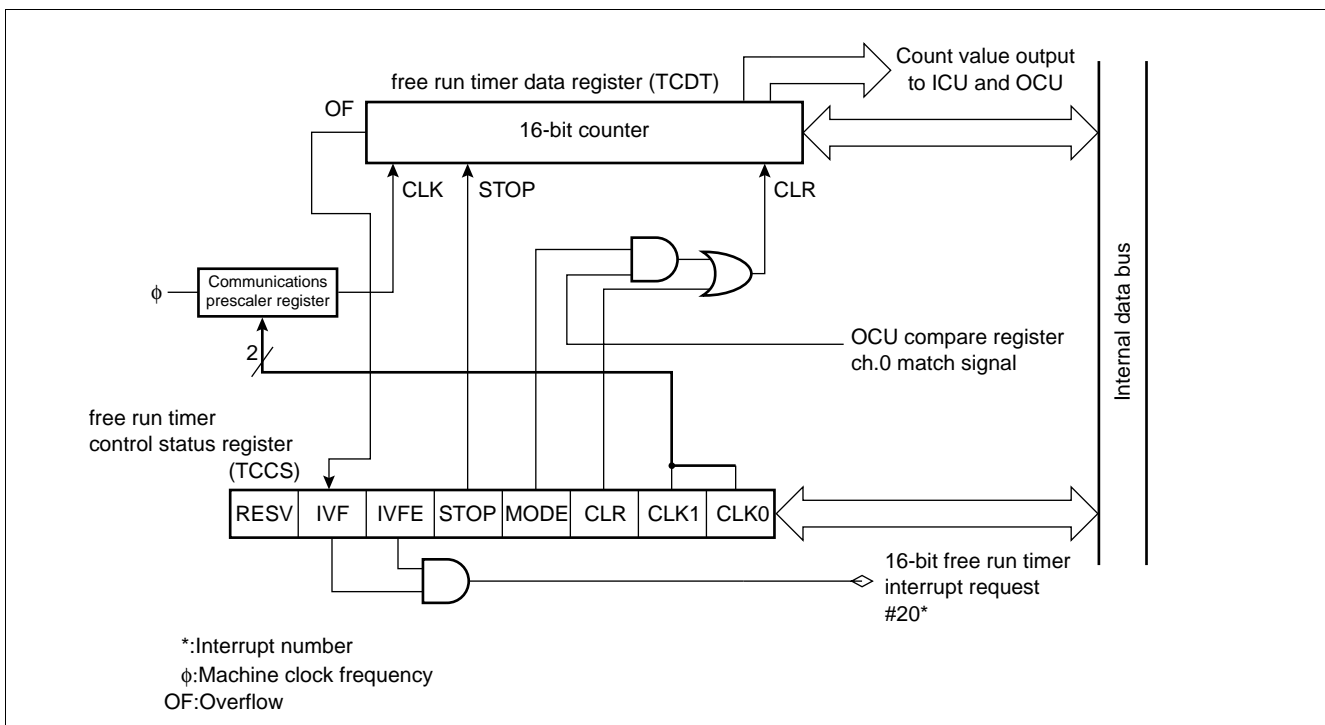 Count value output
to ICU and OCU
free run timer data register (TCDT)
OF
16-bit counter
CLK
STOP
CLR
Communications
prescaler register
ϕ
2
OCU compare register
ch.0 match signal
Internal data bus
free run timer
control status register
(TCCS)
RESV IVF IVFE STOP MODE CLR CLK1 CLK0
16-bit free run timer
interrupt request
#20*
*:Interrupt number
ϕ:Machine clock frequency
OF:Overflow